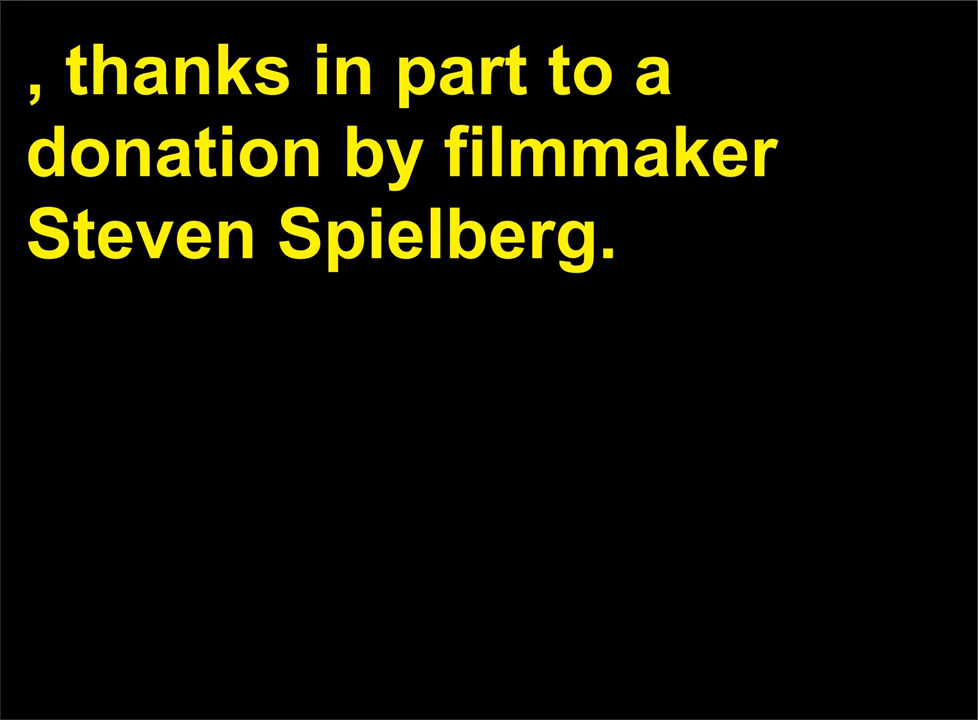 , thanks in part to a
donation by filmmaker
Steven Spielberg.